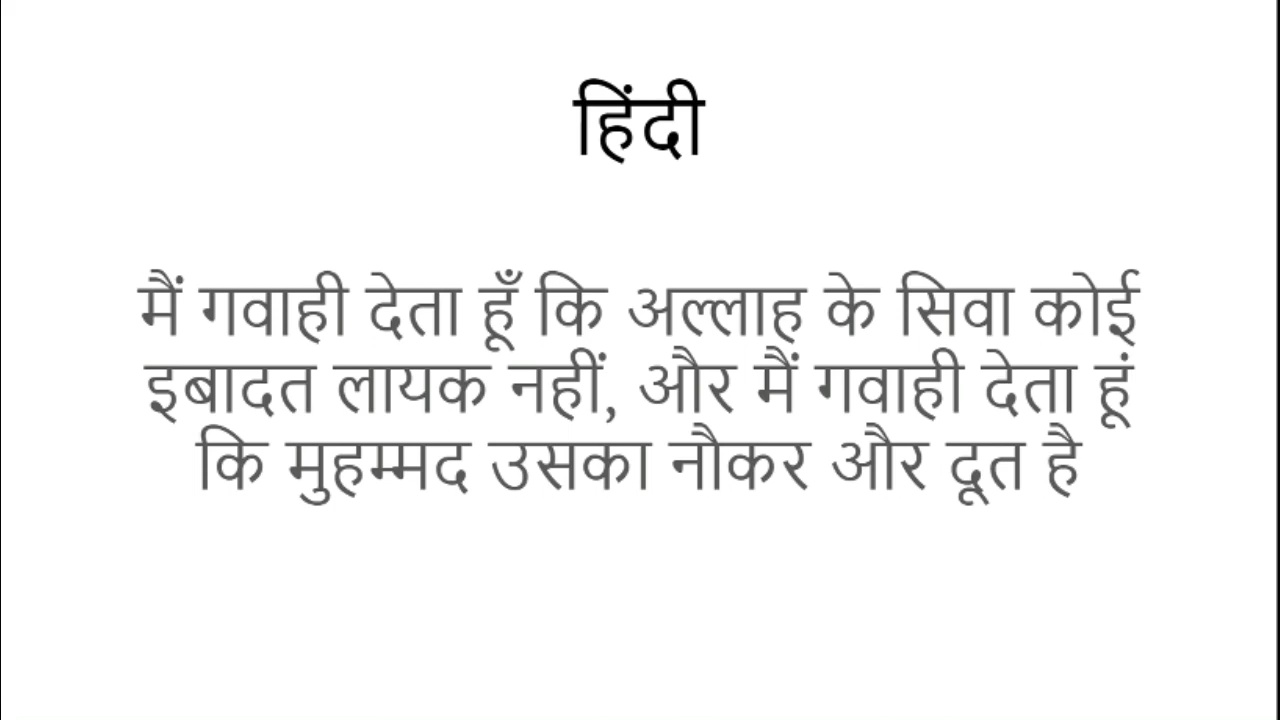 हिंदी
मैं गवाही देता हूँ कि अल्लाह के सिवा कोई
इबादत लायक नहीं, और मैं गवाही देता हूं
कि मुहम्मद उसका नौकर और दूत है